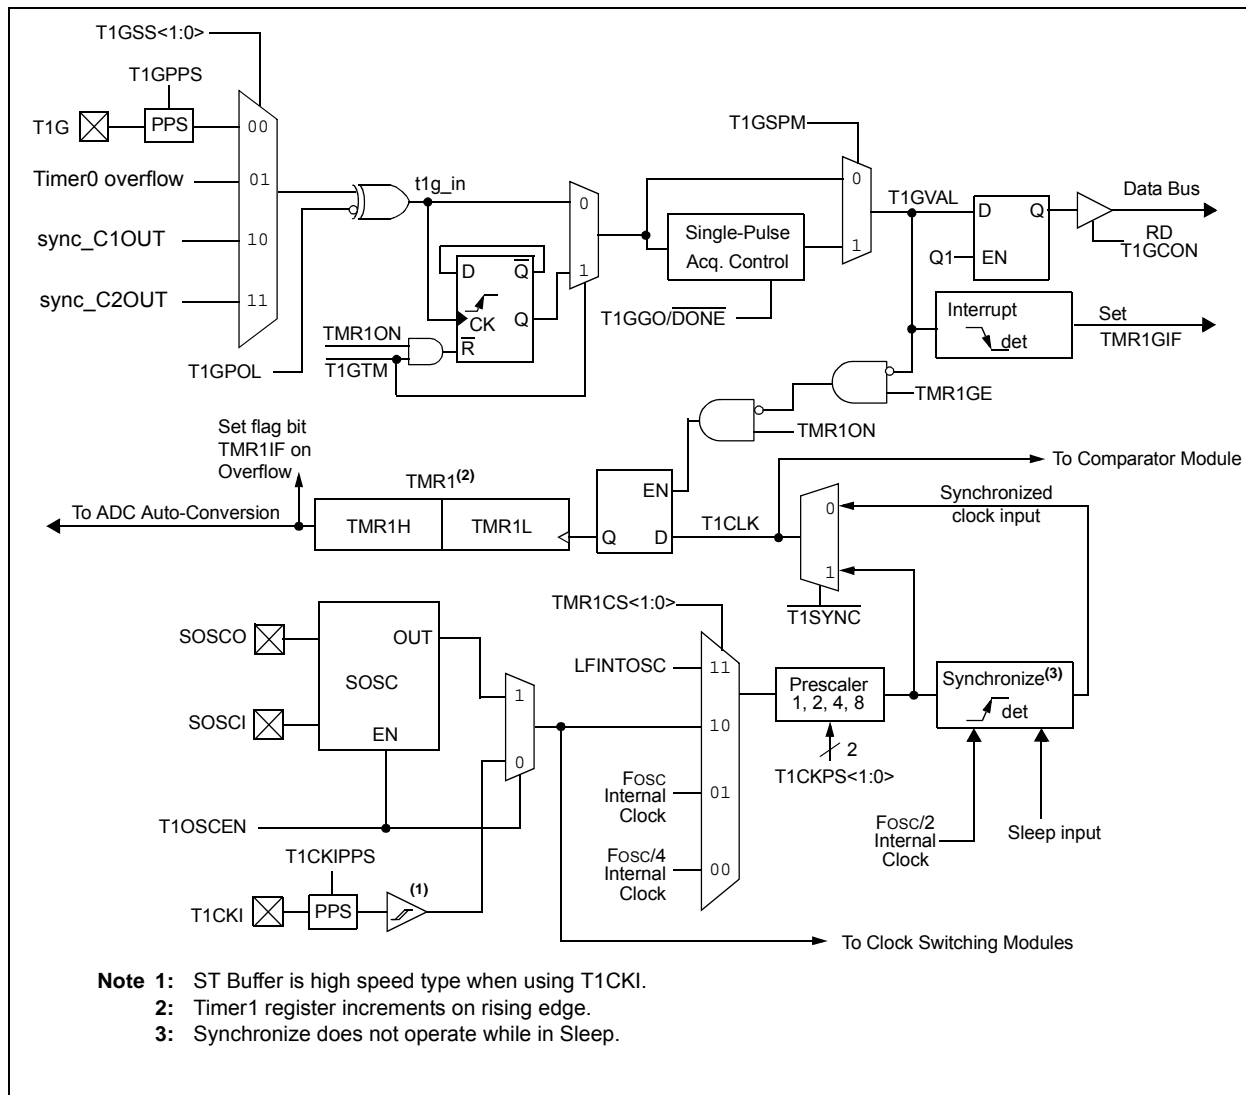 T1GSS<1:0>
T1GPPS
T1G
PPS
00
Timer0 overflow
01
sync_C1OUT
10
sync_C2OUT
11
T1GPOL
t1g_in
0
1
D
Q
CK
Q
R
TMR1ON
T1GTM
T1GSPM
0
1
Single-Pulse
Acq. Control
T1GGO/DONE
T1GVAL
D
Q
Q1
EN
Data Bus
RD
T1GCON
Interrupt
det
Set
TMR1GIF
TMR1GE
TMR1ON
Set flag bit
TMR1IF on
Overflow
To ADC Auto-Conversion
TMR1(2)
TMR1H
TMR1L
EN
Q
D
T1CLK
To Comparator Module
0
1
Synchronized
clock input
T1SYNC
SOSCO
SOSCI
OUT
SOSC
EN
1
0
T1OSCEN
T1CKIPPS
T1CKI
PPS
(1)
TMR1CS<1:0>
LFINTOSC
11
10
FOSC
Internal
Clock
01
FOSC/4
Internal
Clock
00
Prescaler
1, 2, 4, 8
2
T1CKPS<1:0>
Synchronize(3)
det
FOSC/2
Internal
Clock
Sleep input
To Clock Switching Modules
Note 1: ST Buffer is high speed type when using T1CKI.
2: Timer1 register increments on rising edge.
3: Synchronize does not operate while in Sleep.